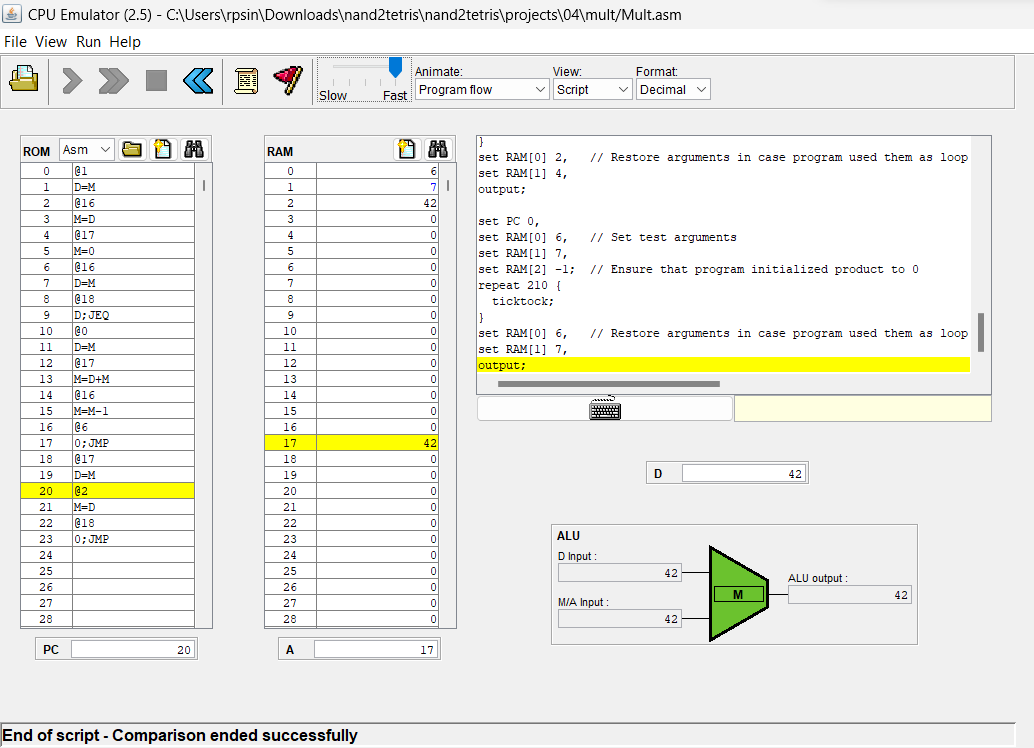 CPU Emulator (2.5) - C:\Users\rpsin\Downloads\nand2tetris\nand2tetris\projects\04\mult/Mult.asm
File View Run Help
Slow Fast
Animate:
Program flow
View:
Script
Format:
Decimal
ROM Asm
0 @1
1 D=M
2 @16
3 M=D
4 @17
5 M=0
6 @16
7 D=M
8 @18
9 D;JEQ
10 @0
11 D=M
12 @17
13 M=D+M
14 @16
15 M=M-1
16 @6
17 0;JMP
18 @17
19 D=M
20 @2
21 M=D
22 @18
23 0;JMP
24
25
26
27
28
PC 20
RAM
0 6
1 7
2 42
3 0
4 0
5 0
6 0
7 0
8 0
9 0
10 0
11 0
12 0
13 0
14 0
15 0
16 0
17 42
18 0
19 0
20 0
21 0
22 0
23 0
24 0
25 0
26 0
27 0
28 0
A 17
}
set RAM[0] 2,   // Restore arguments in case program used them as loop
set RAM[1] 4,
output;
set PC 0,
set RAM[0] 6,   // Set test arguments
set RAM[1] 7,
set RAM[2] -1;  // Ensure that program initialized product to 0
repeat 210 {
ticktock;
}
set RAM[0] 6,   // Restore arguments in case program used them as loop
set RAM[1] 7,
output;
D 42
ALU
D Input :
42
M/A Input :
42
M
ALU output :
42
End of script - Comparison ended successfully